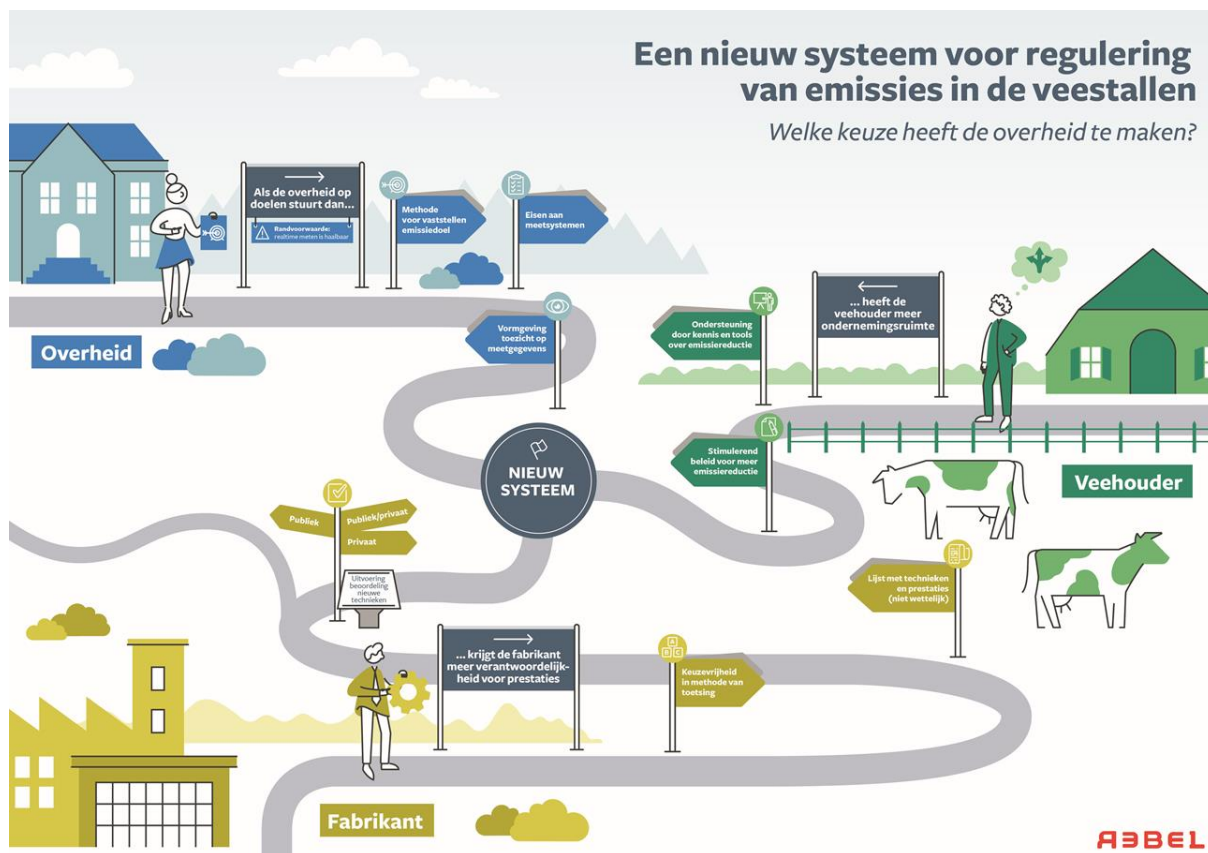 Een nieuw systeem voor regulering
van emissies in de veestallen
Welke keuze heeft de overheid te maken?
Als de overheid op
doelen stuurt dan...
Randvoorwaarde:
realtime meten is haalbaar
Methode
voor vaststellen
emissiedoel
Eisen aan
meetsystemen
Overheid
Vormgeving
toezicht op
meetgegevens
Ondersteuning
door kennis en tools
over emissiereductie
... heeft de
veehouder meer
ondernemingsruimte
Stimulerend
beleid voor meer
emissiereductie
Veehouder
NIEUW
SYSTEEM
Publiek
Publiek/privaat
Privaat
Uitvoering
beoordeling
nieuwe
technieken
Lijst met technieken
en prestaties
(niet wettelijk)
... krijgt de fabrikant
meer verantwoordelijk-
heid voor prestaties
A
B C
Keuzevrijheid
in methode van
toetsing
Fabrikant
AEBEL